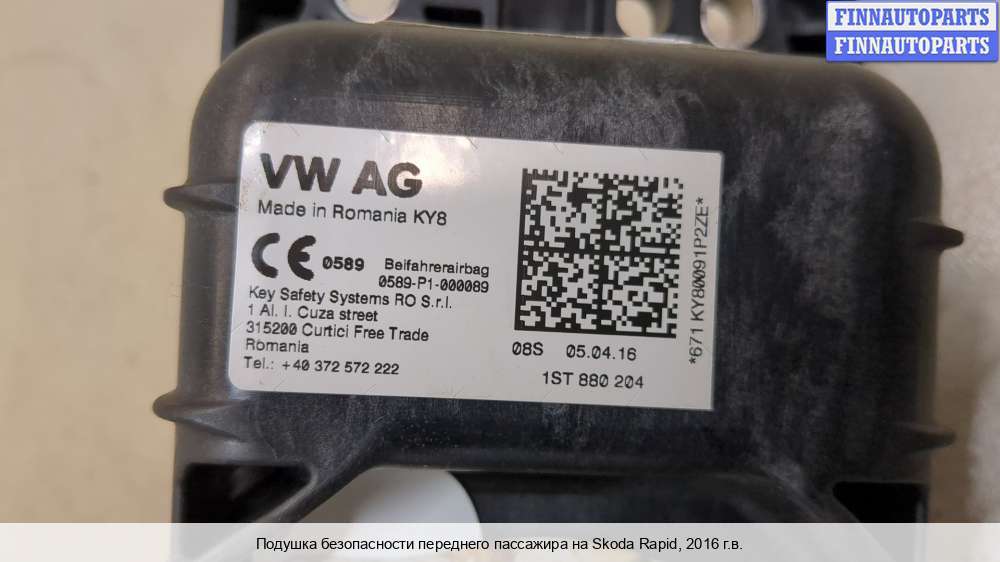 FINNAUTOPARTS
FINNAUTOPARTS
VW AG
Made in Romania KY8
CE 0589 Beifahrerairbag
0589-P1-000089
Key Safety Systems RO S.r.l.
1 Al. I. Cuza street
315200 Curtici Free Trade
Romania
Tel.: +40 372 572 222
08S 05.04.16
1ST 880 204
*671 KY80091P2ZE*
Подушка безопасности переднего пассажира на Skoda Rapid, 2016 г.в.